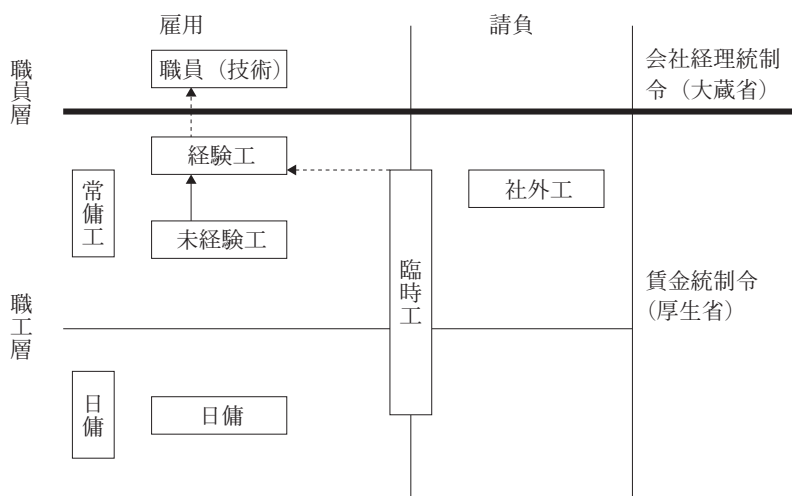 雇用
請負
職員層
職員（技術）
会社経理統制
令（大蔵省）
経験工
常傭工
社外工
未経験工
臨時工
賃金統制令
（厚生省）
職工層
日傭
日傭